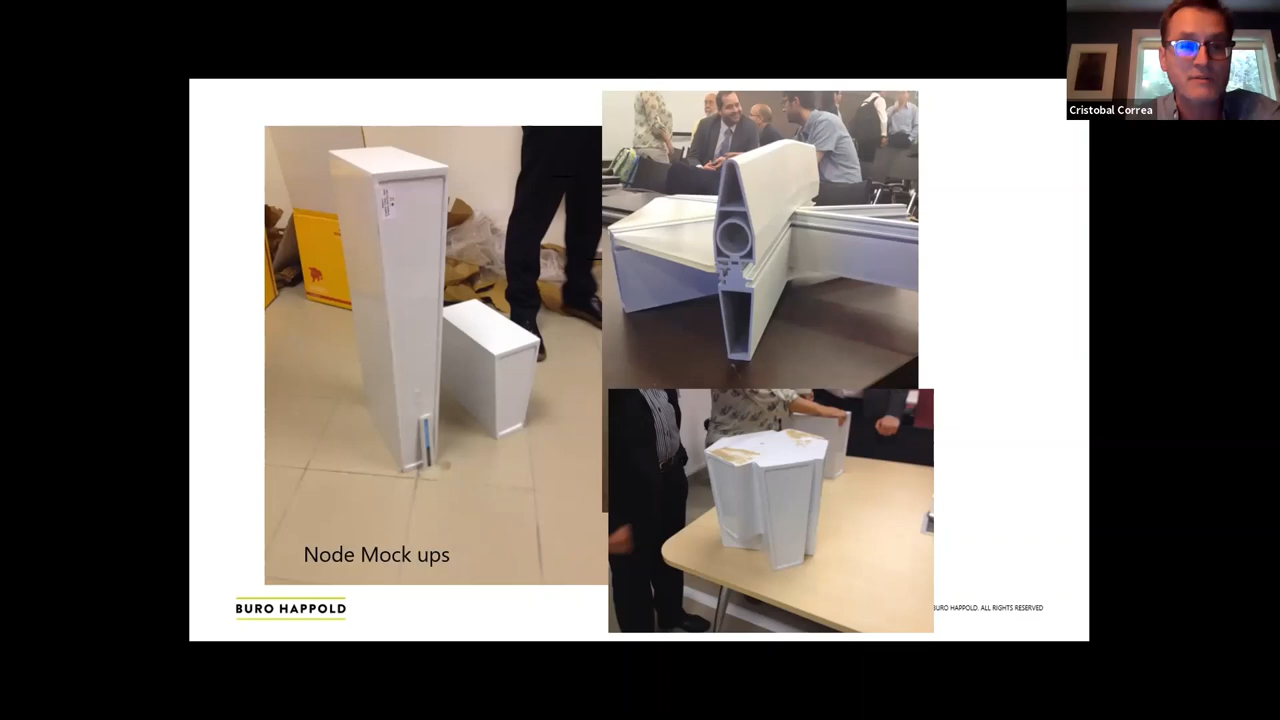 Cristobal Correa
Node Mock ups
BURO HAPPOLD
BURO HAPPOLD. ALL RIGHTS RESERVED